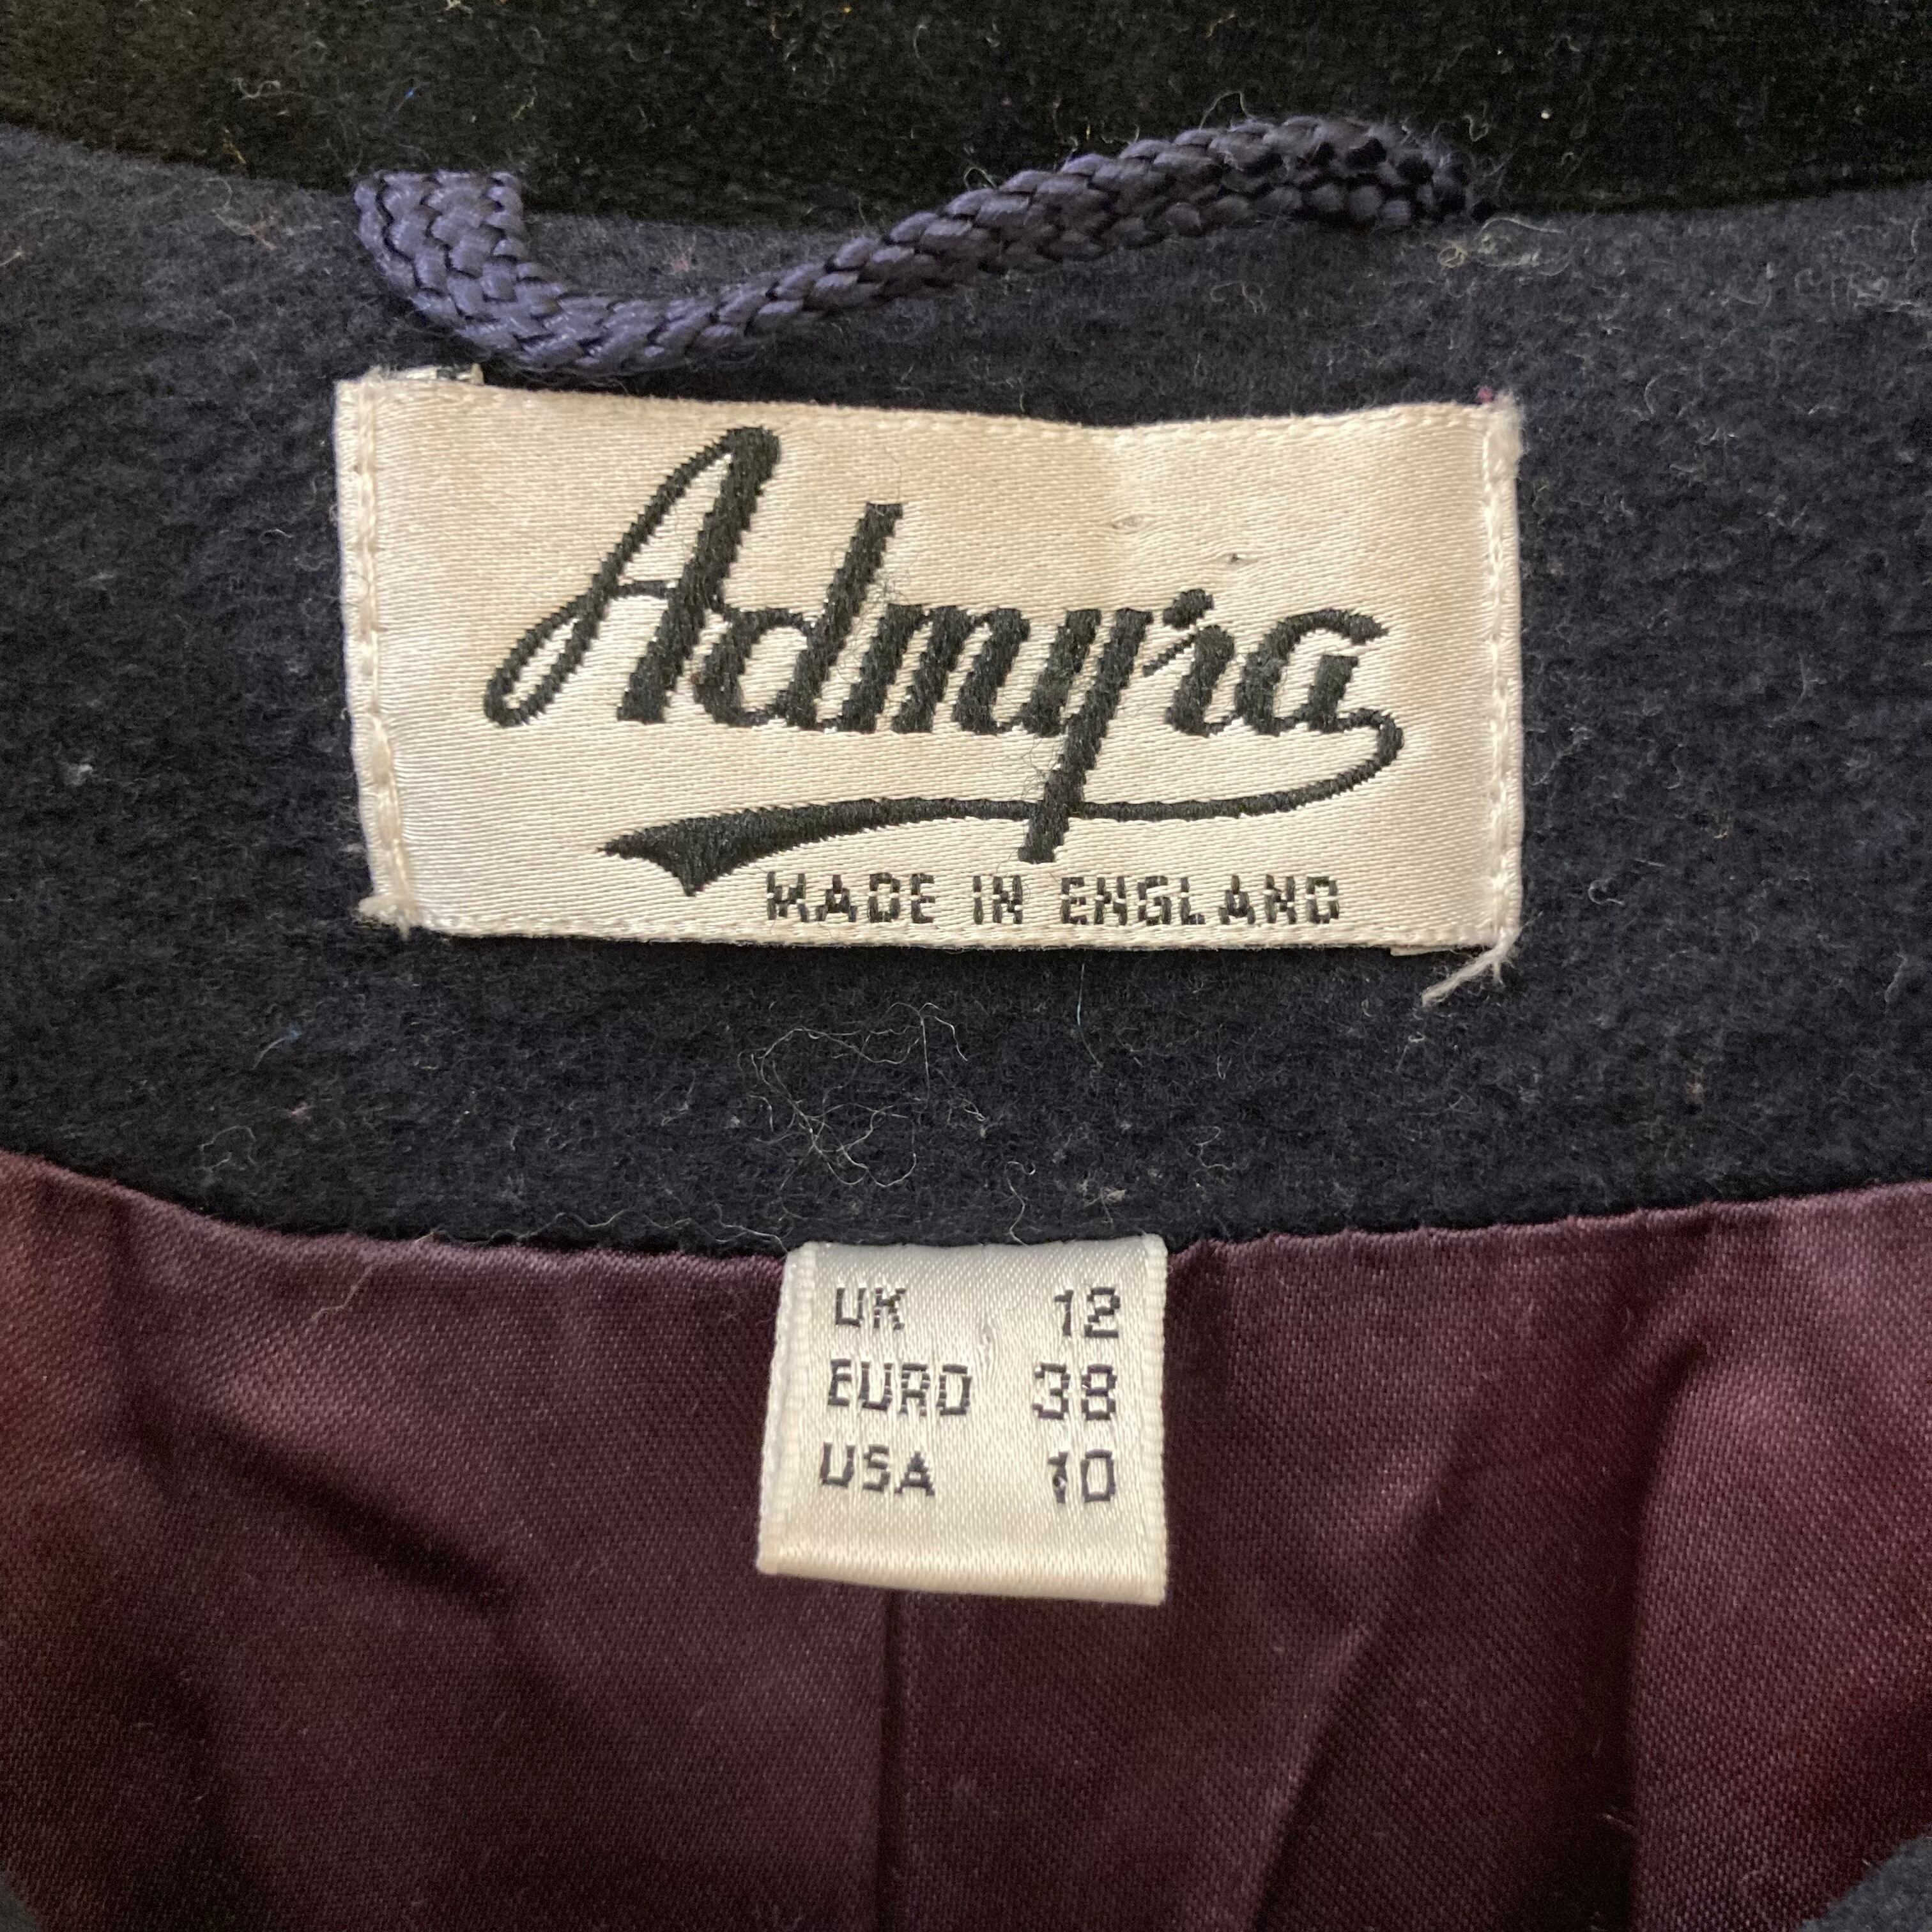 Admyra
MADE IN ENGLAND
UK 12
EURO 38
USA 10